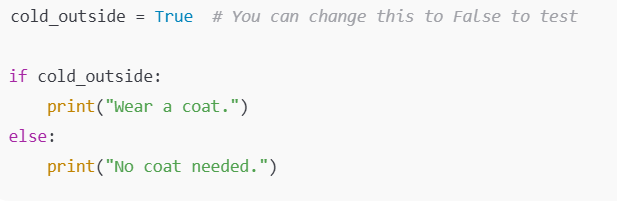 cold_outside = True  # You can change this to False to test
if cold_outside:
    print("Wear a coat.")
else:
    print("No coat needed.")